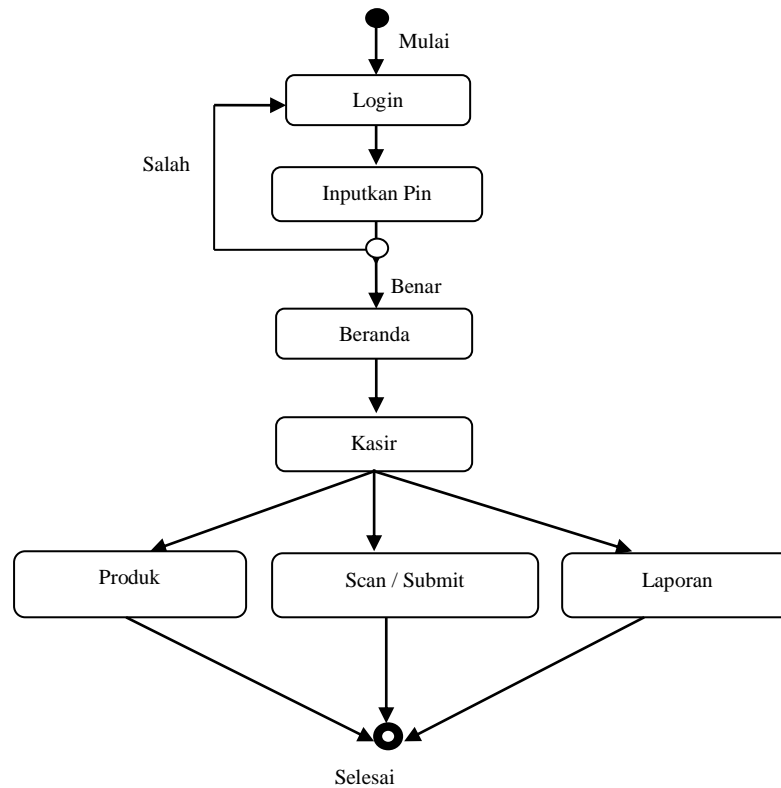 Mulai
Login
Salah
Inputkan Pin
Benar
Beranda
Kasir
Produk
Scan / Submit
Laporan
Selesai